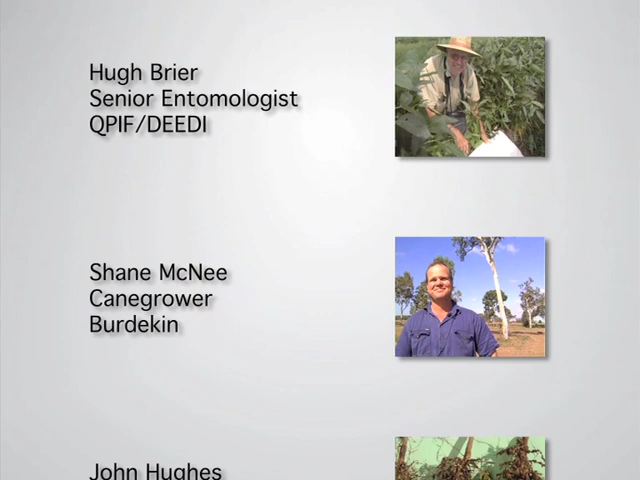 Hugh Brier
Senior Entomologist
QPIF/DEEDI
Shane McNee
Canegrower
Burdekin
John Hughes